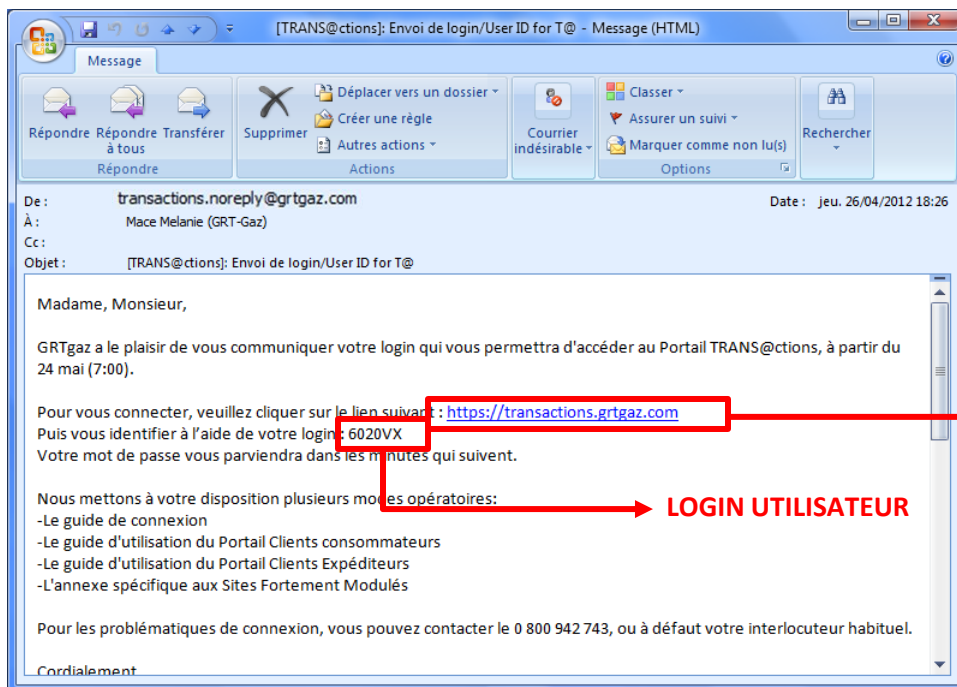 [TRANS@ctions]: Envoi de login/User ID for T@ - Message (HTML)
Message
Répondre Répondre à tous Transférer
Répondre
Supprimer
Déplacer vers un dossier
Créer une règle
Autres actions
Actions
Courrier indésirable
Classer
Assurer un suivi
Marquer comme non lu(s)
Options
Rechercher
De : transactions.noreply@grtgaz.com Date : jeu. 26/04/2012 18:26
À : Mace Melanie (GRT-Gaz)
Cc :
Objet : [TRANS@ctions]: Envoi de login/User ID for T@
Madame, Monsieur,
GRTgaz a le plaisir de vous communiquer votre login qui vous permettra d'accéder au Portail TRANS@ctions, à partir du
24 mai (7:00).
Pour vous connecter, veuillez cliquer sur le lien suivant : https://transactions.grtgaz.com
Puis vous identifier à l'aide de votre login : 6020VX
Votre mot de passe vous parviendra dans les minutes qui suivent.
Nous mettons à votre disposition plusieurs modes opératoires:
LOGIN UTILISATEUR
-Le guide de connexion
-Le guide d'utilisation du Portail Clients consommateurs
-Le guide d'utilisation du Portail Clients Expéditeurs
-L'annexe spécifique aux Sites Fortement Modulés
Pour les problématiques de connexion, vous pouvez contacter le 0 800 942 743, ou à défaut votre interlocuteur habituel.
Cordialement